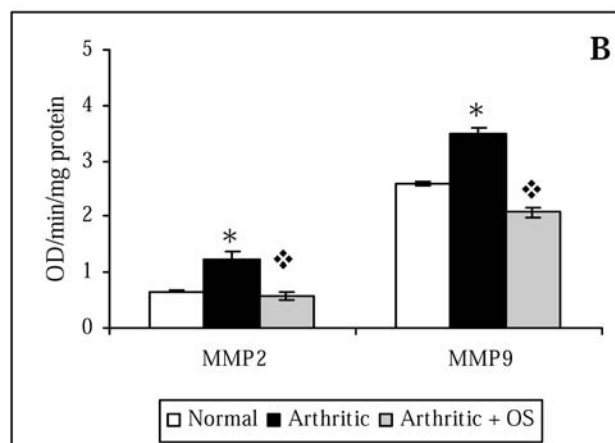 B
OD/min/mg protein
5
4
3
2
1
0
*
*
❖
❖
MMP2 MMP9
Normal Arthritic Arthritic + OS